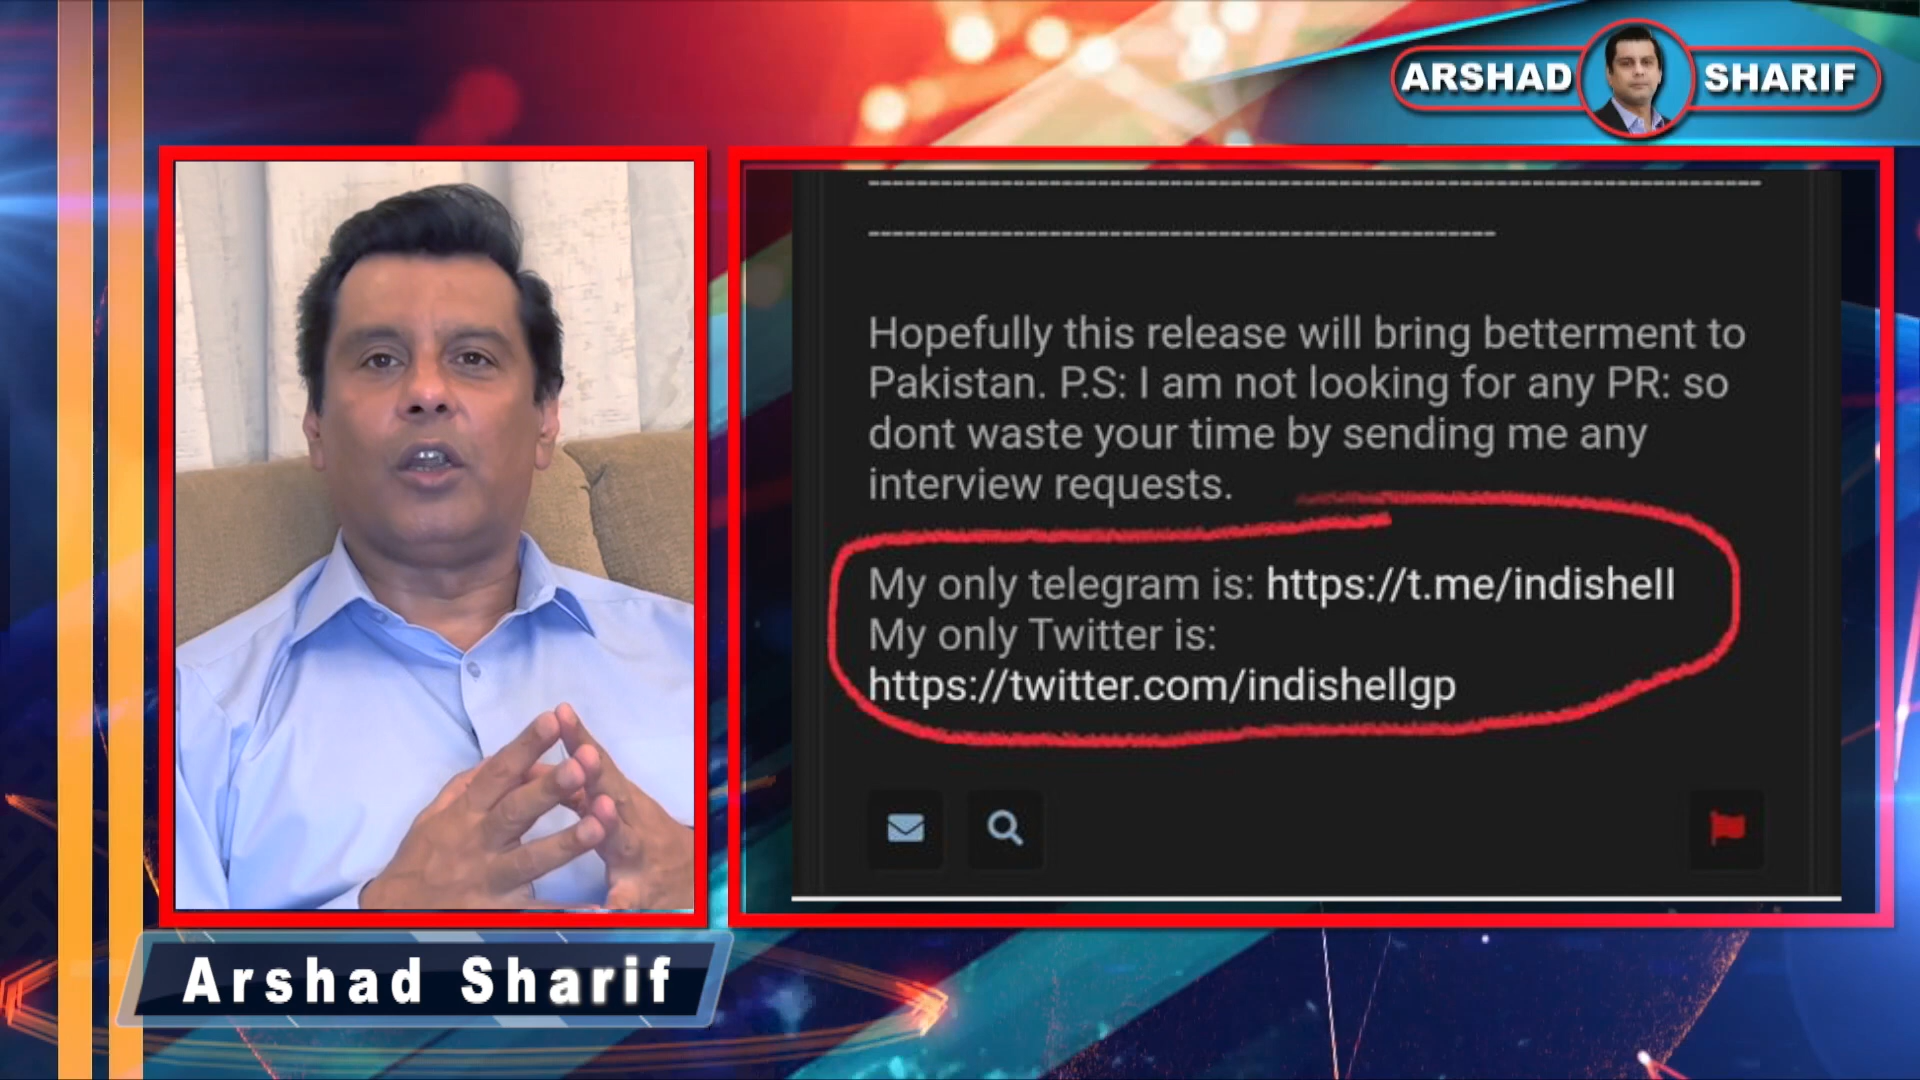 ARSHAD SHARIF
--------------------------------------------------------------------------
----------------------------------------------------
Hopefully this release will bring betterment to
Pakistan. P.S: I am not looking for any PR: so
dont waste your time by sending me any
interview requests.
My only telegram is: https://t.me/indishell
My only Twitter is:
https://twitter.com/indishellgp
Arshad Sharif